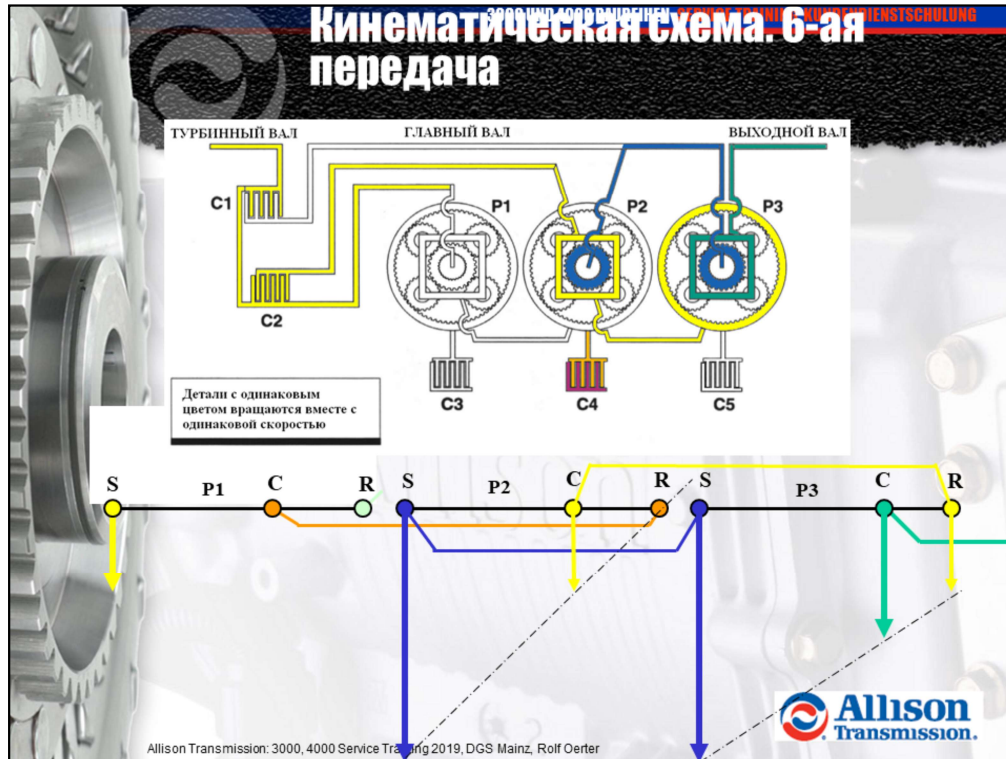 3000 UND 4000 BAUREIHEN SERVICE TRAINING KUNDENDIENSTSCHULUNG
Кинематическая схема. 6-ая
передача
ТУРБИННЫЙ ВАЛ ГЛАВНЫЙ ВАЛ ВЫХОДНОЙ ВАЛ
C1 P1 P2 P3
C2
C3 C4 C5
Детали с одинаковым
цветом вращаются вместе с
одинаковой скоростью
S P1 C R S P2 C R S P3 C R
Allison
Transmission.
Allison Transmission: 3000, 4000 Service Training 2019, DGS Mainz, Rolf Oerter